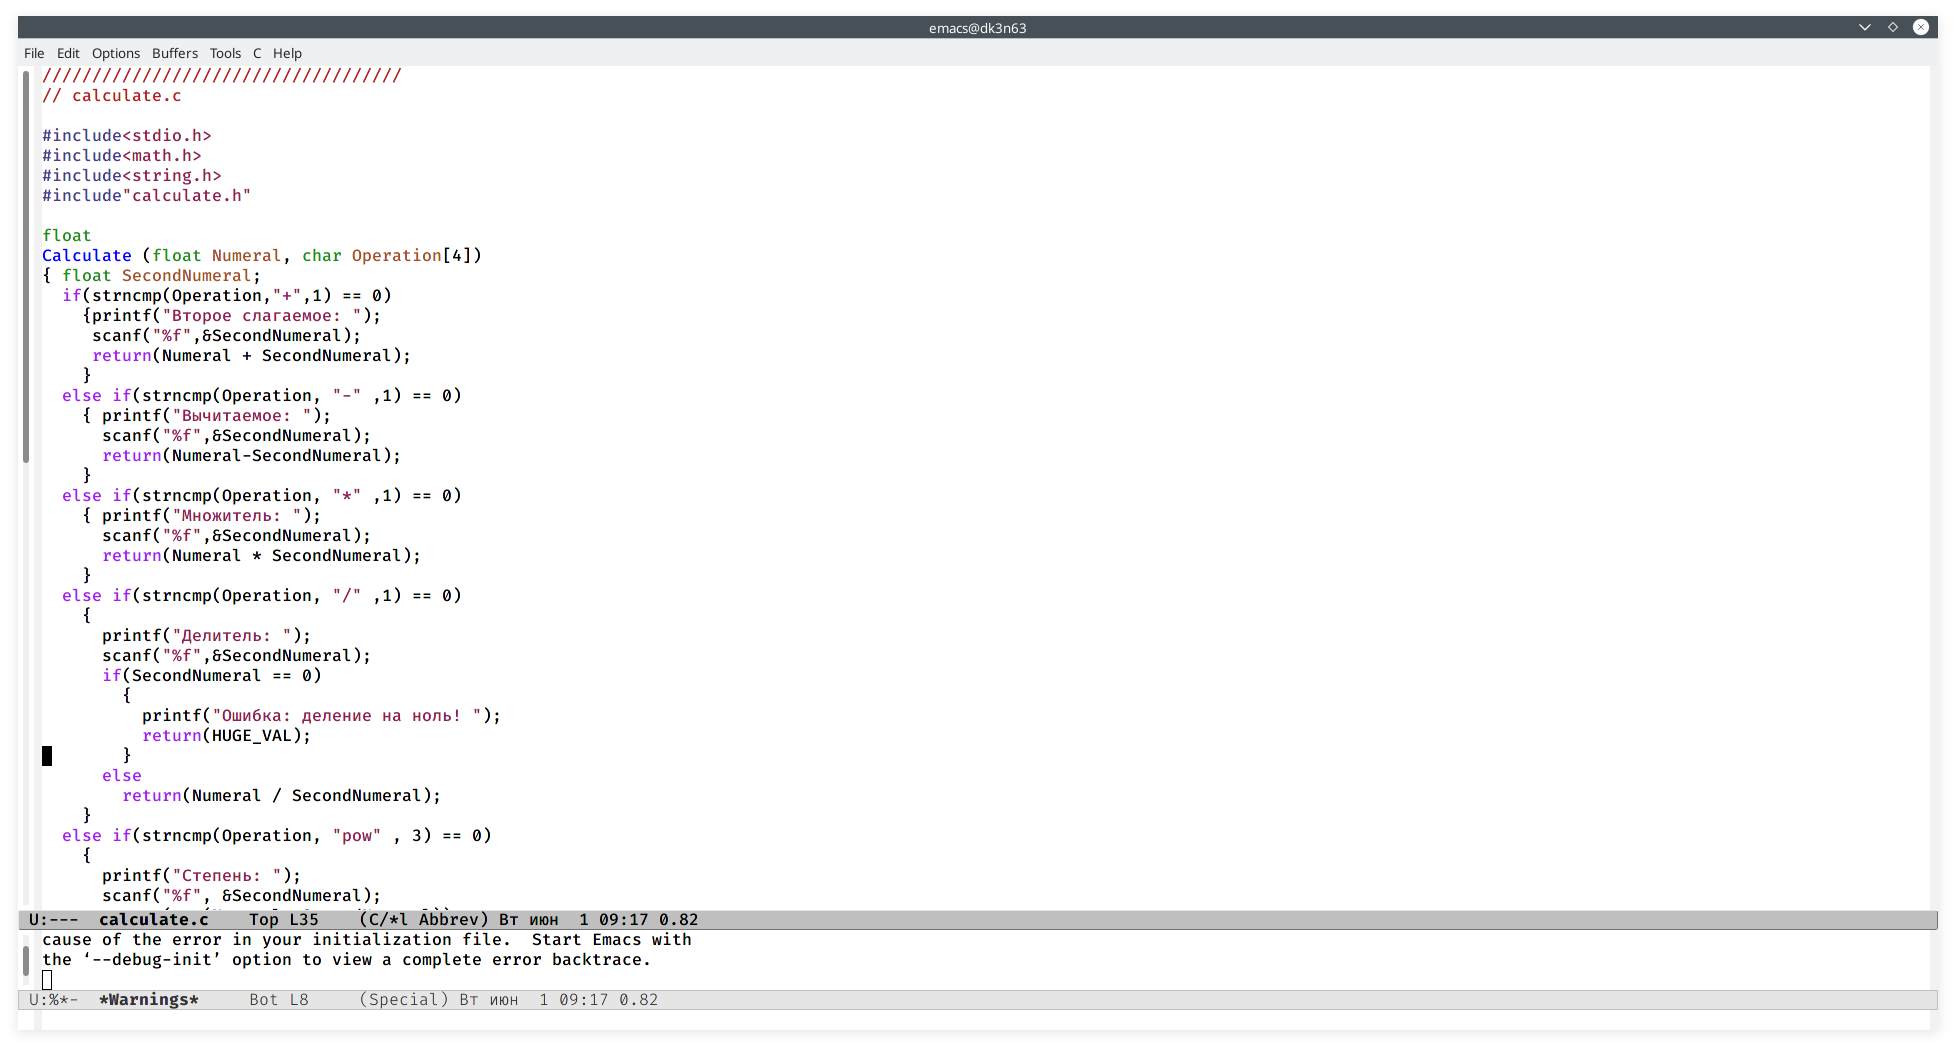 emacs@dk3n63
File Edit Options Buffers Tools C Help
////////////////////////////////////
// calculate.c
#include<stdio.h>
#include<math.h>
#include<string.h>
#include"calculate.h"
float
Calculate (float Numeral, char Operation[4])
{ float SecondNumeral;
  if(strncmp(Operation,"+",1) == 0)
    {printf("Второе слагаемое: ");
     scanf("%f",&SecondNumeral);
     return(Numeral + SecondNumeral);
    }
  else if(strncmp(Operation, "-" ,1) == 0)
    { printf("Вычитаемое: ");
      scanf("%f",&SecondNumeral);
      return(Numeral-SecondNumeral);
    }
  else if(strncmp(Operation, "*" ,1) == 0)
    { printf("Множитель: ");
      scanf("%f",&SecondNumeral);
      return(Numeral * SecondNumeral);
    }
  else if(strncmp(Operation, "/" ,1) == 0)
    {
      printf("Делитель: ");
      scanf("%f",&SecondNumeral);
      if(SecondNumeral == 0)
        {
          printf("Ошибка: деление на ноль! ");
          return(HUGE_VAL);
        }
      else
        return(Numeral / SecondNumeral);
    }
  else if(strncmp(Operation, "pow" , 3) == 0)
    {
      printf("Степень: ");
      scanf("%f", &SecondNumeral);
U:---  calculate.c    Top L35    (C/*l Abbrev) Вт июн  1 09:17 0.82
cause of the error in your initialization file.  Start Emacs with
the ‘--debug-init’ option to view a complete error backtrace.
U:%*-  *Warnings*     Bot L8     (Special) Вт июн  1 09:17 0.82